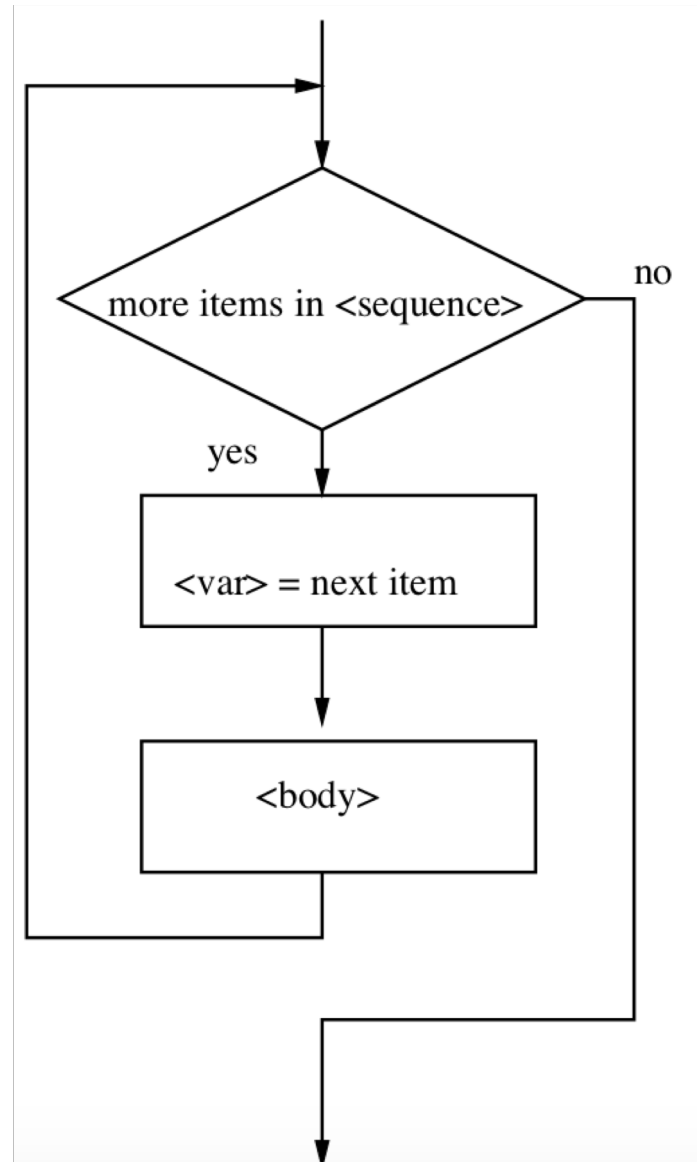 no
more items in <sequence>
yes
<var> = next item
<body>